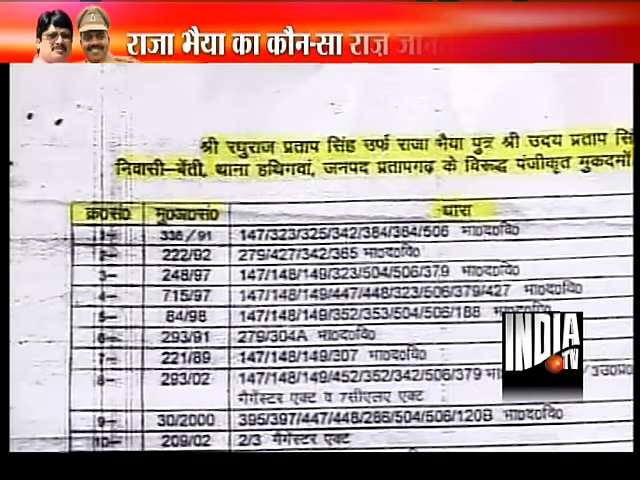 राजा भैया का कौन-सा राज़
श्री रघुराज प्रताप सिंह उर्फ राजा भैया पुत्र श्री उदय प्रताप
निवासी–बेंती, थाना हथिगवां, जनपद प्रतापगढ़ के विरूद्ध पंजीकृत मुकदमों
क्र०सं० मु०अ०सं० धारा
1– 336/91 147/323/325/342/384/364/506 भा०द०वि०
2– 222/92 279/427/342/365 भा०द०वि०
3– 248/97 147/148/149/323/504/506/379 भा०द०वि०
4– 715/97 147/148/149/447/448/323/506/379/427 भा०द०वि०
5– 84/98 147/148/149/352/353/504/506/188
6– 293/91 279/304A भा०द०वि०
7– 221/89 147/148/149/307 भा०द०वि०
8– 293/02 147/148/149/452/352/342/506/379
गैंगेस्टर एक्ट व 7सीएलए एक्ट
9– 30/2000 395/397/447/448/286/504/506/120B भा०द०वि०
10– 209/02 2/3 गैंगेस्टर एक्ट
INDIA
TV